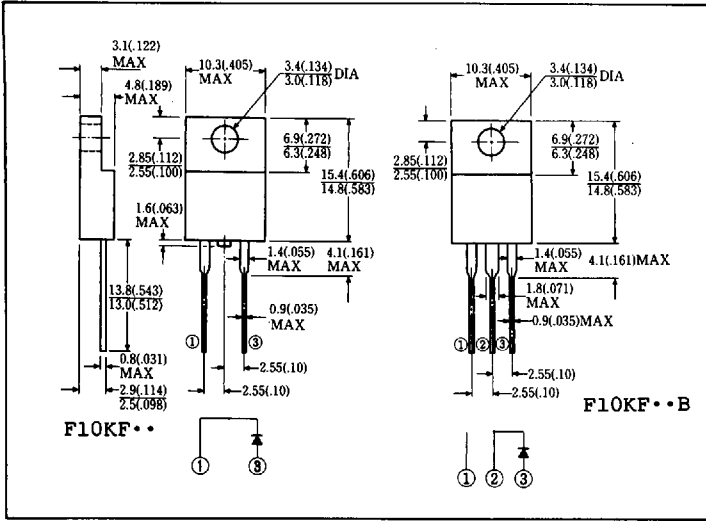 3.1(.122)
MAX
4.8(.189)
MAX
10.3(.405)
MAX
3.4(.134)
3.0(.118)
DIA
6.9(.272)
6.3(.248)
2.85(.112)
2.55(.100)
15.4(.606)
14.8(.583)
1.6(.063)
MAX
1.4(.055)
MAX
4.1(.161)
MAX
13.8(.543)
13.0(.512)
0.9(.035)
MAX
① ③
0.8(.031)
MAX
2.55(.10)
2.55(.10)
2.9(.114)
2.5(.098)
F10KF••
① ③
10.3(.405)
MAX
3.4(.134)
3.0(.118)
DIA
6.9(.272)
6.3(.248)
2.85(.112)
2.55(.100)
15.4(.606)
14.8(.583)
1.4(.055)
MAX
4.1(.161)MAX
1.8(.071)
MAX
0.9(.035)MAX
① ② ③
2.55(.10)
2.55(.10)
F10KF••B
① ② ③